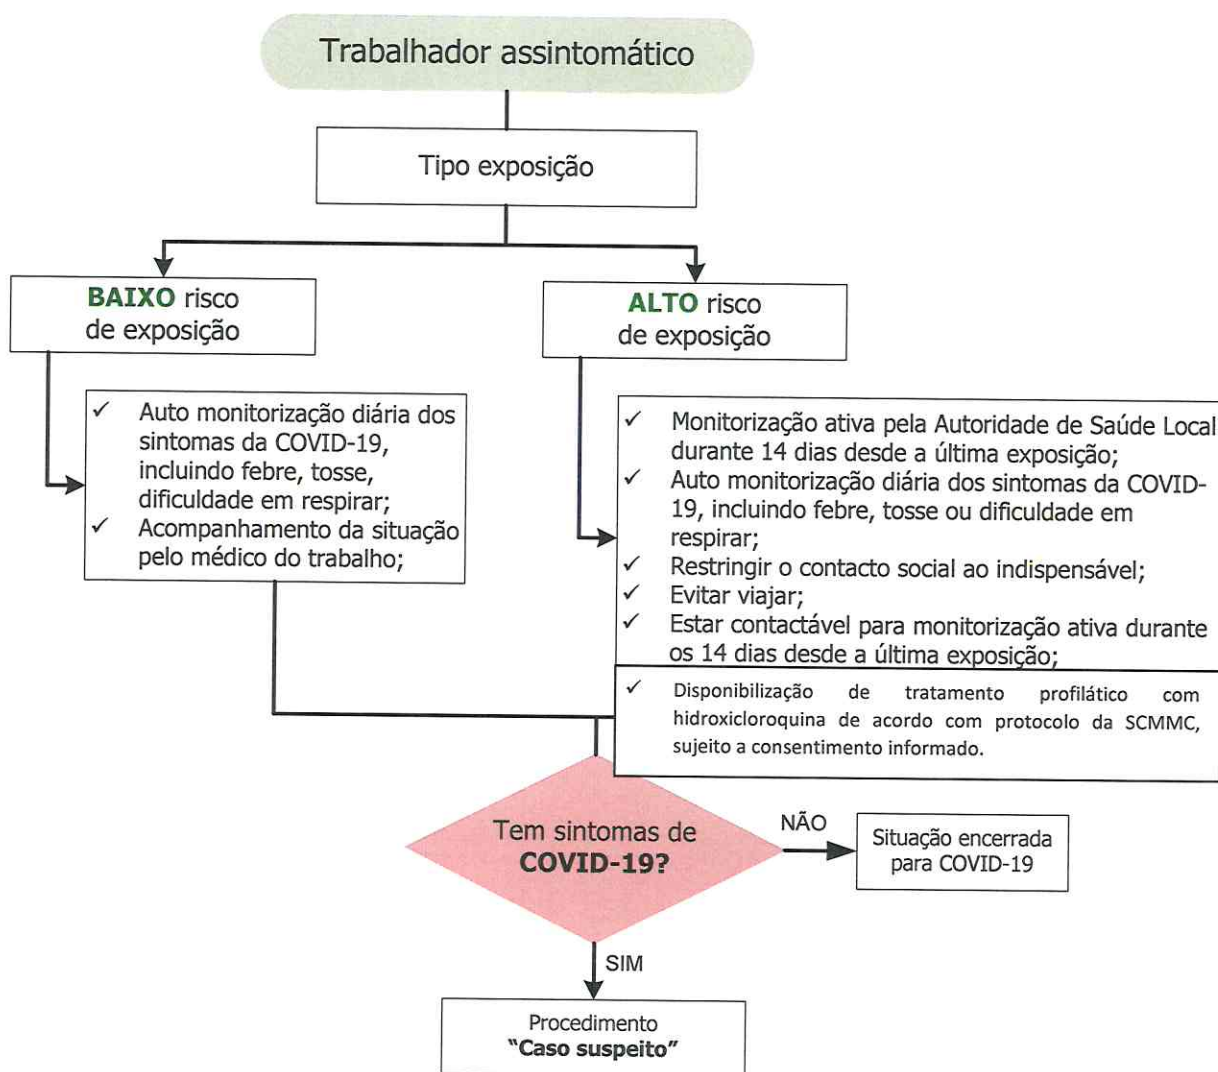 Trabalhador assintomático
Tipo exposição
BAIXO risco
de exposição
ALTO risco
de exposição
✓ Auto monitorização diária dos
sintomas da COVID-19,
incluindo febre, tosse,
dificuldade em respirar;
✓ Acompanhamento da situação
pelo médico do trabalho;
✓ Monitorização ativa pela Autoridade de Saúde Local
durante 14 dias desde a última exposição;
✓ Auto monitorização diária dos sintomas da COVID-
19, incluindo febre, tosse ou dificuldade em
respirar;
✓ Restringir o contacto social ao indispensável;
✓ Evitar viajar;
✓ Estar contactável para monitorização ativa durante
os 14 dias desde a última exposição;
✓ Disponibilização de tratamento profilático com
hidroxicloroquina de acordo com protocolo da SCMMC,
sujeito a consentimento informado.
Tem sintomas de
COVID-19?
NÃO
Situação encerrada
para COVID-19
SIM
Procedimento
"Caso suspeito"